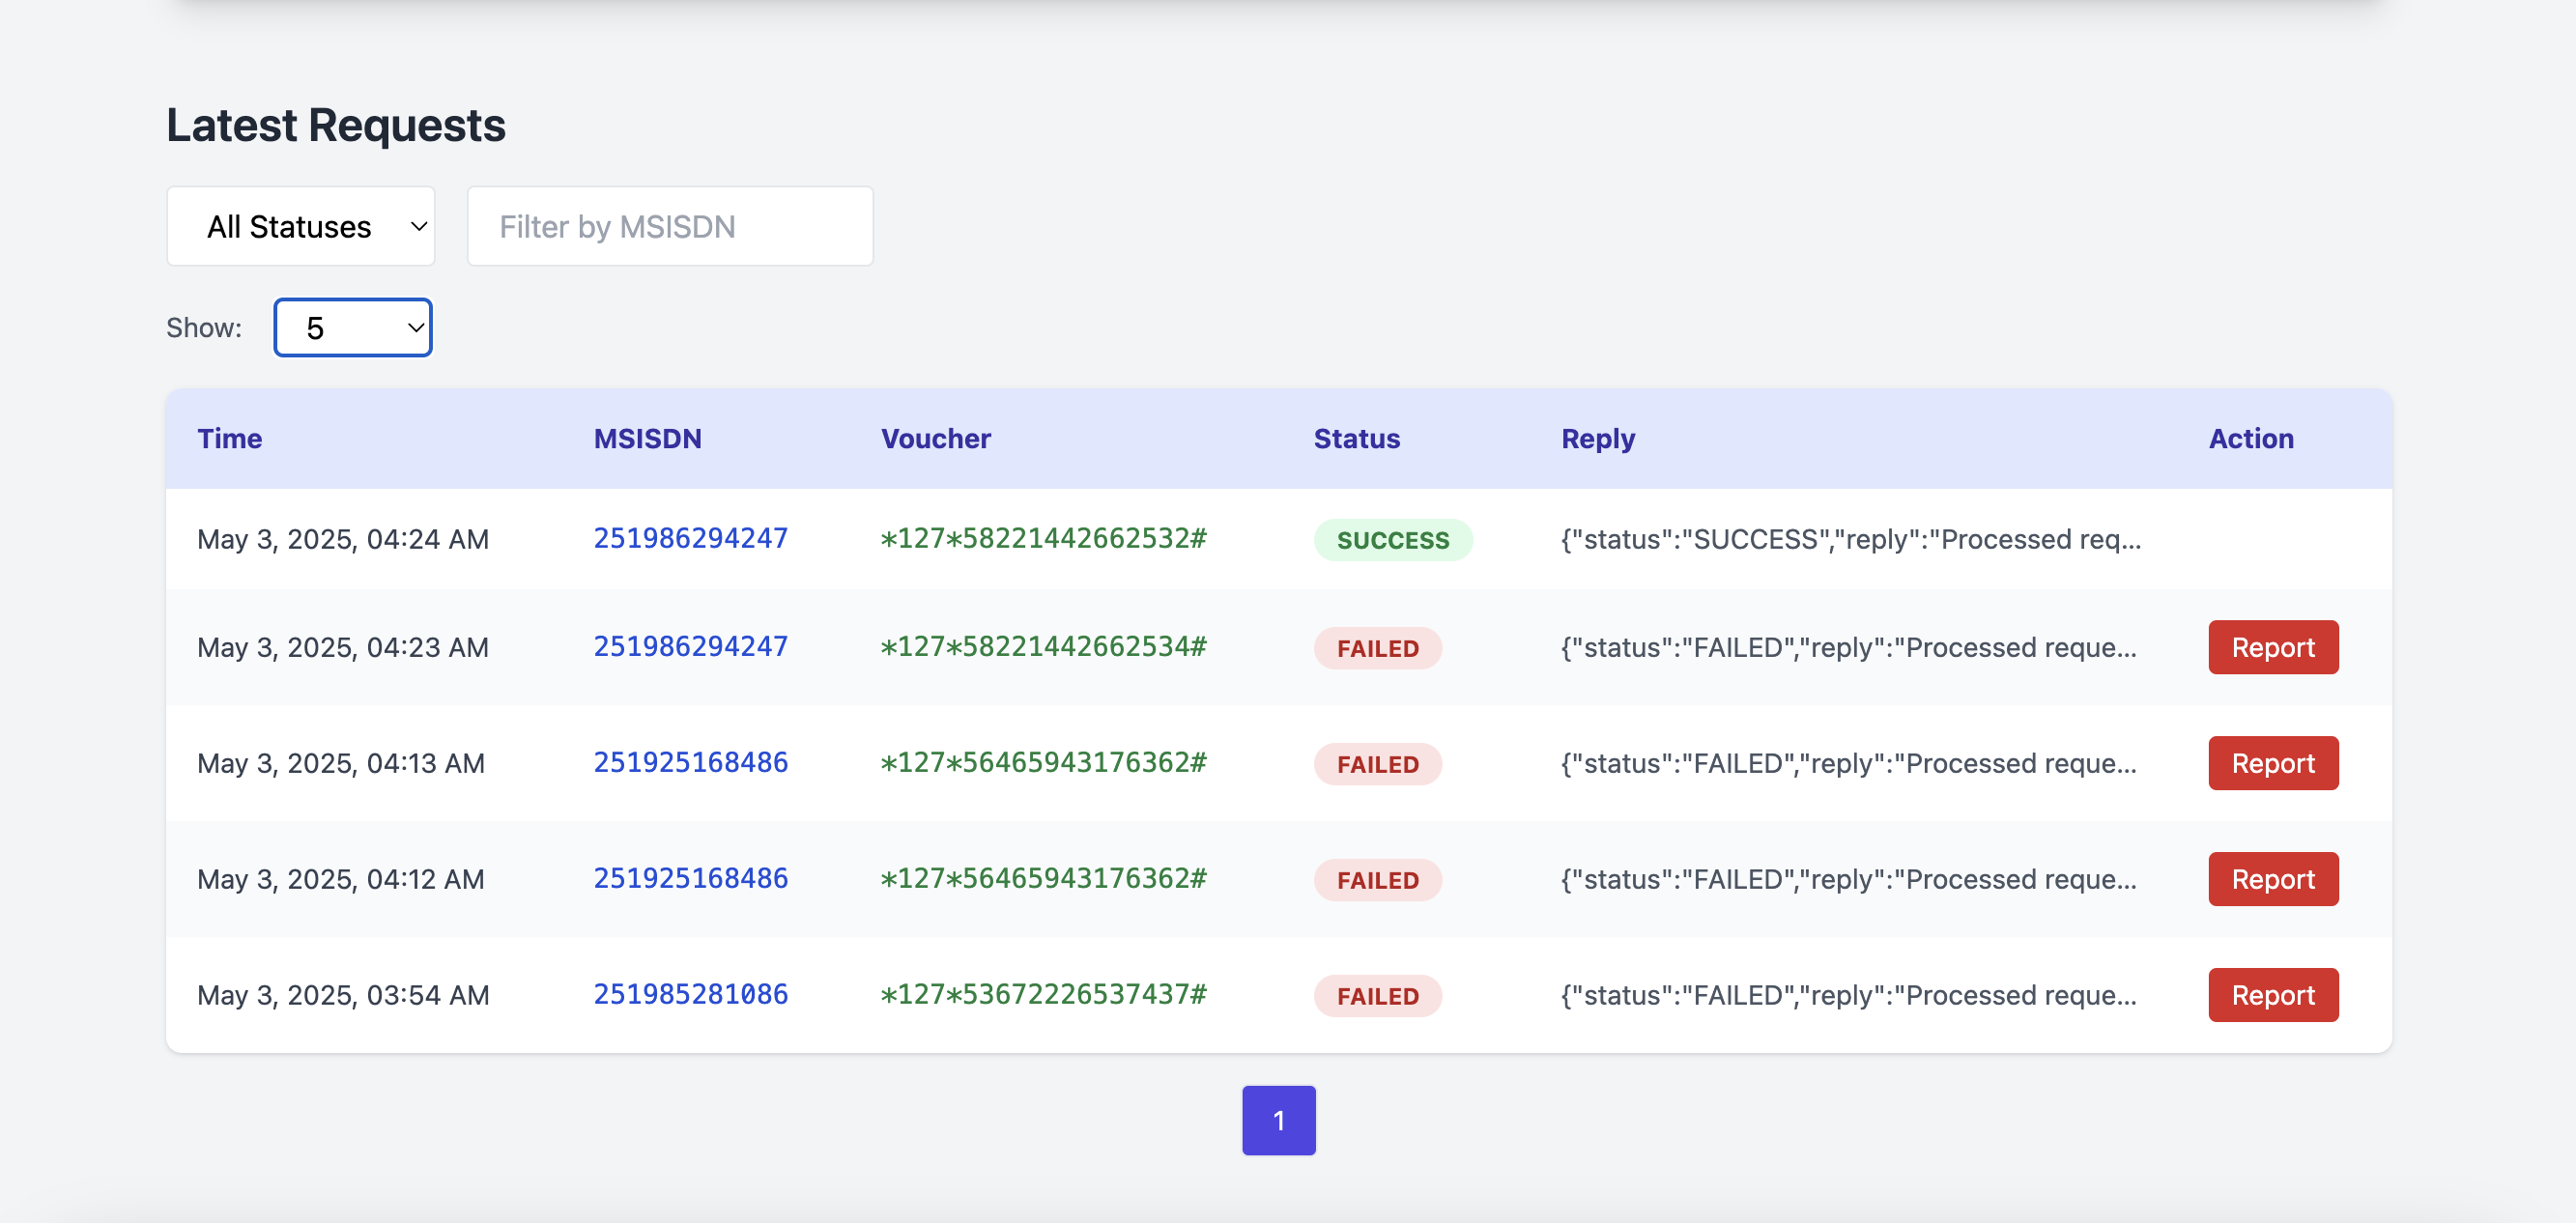 Latest Requests
All Statuses
Filter by MSISDN
Show: 5
Time MSISDN Voucher Status Reply Action
May 3, 2025, 04:24 AM 251986294247 *127*58221442662532# SUCCESS {"status":"SUCCESS","reply":"Processed req...
May 3, 2025, 04:23 AM 251986294247 *127*58221442662534# FAILED {"status":"FAILED","reply":"Processed reque... Report
May 3, 2025, 04:13 AM 251925168486 *127*56465943176362# FAILED {"status":"FAILED","reply":"Processed reque... Report
May 3, 2025, 04:12 AM 251925168486 *127*56465943176362# FAILED {"status":"FAILED","reply":"Processed reque... Report
May 3, 2025, 03:54 AM 251985281086 *127*53672226537437# FAILED {"status":"FAILED","reply":"Processed reque... Report
1